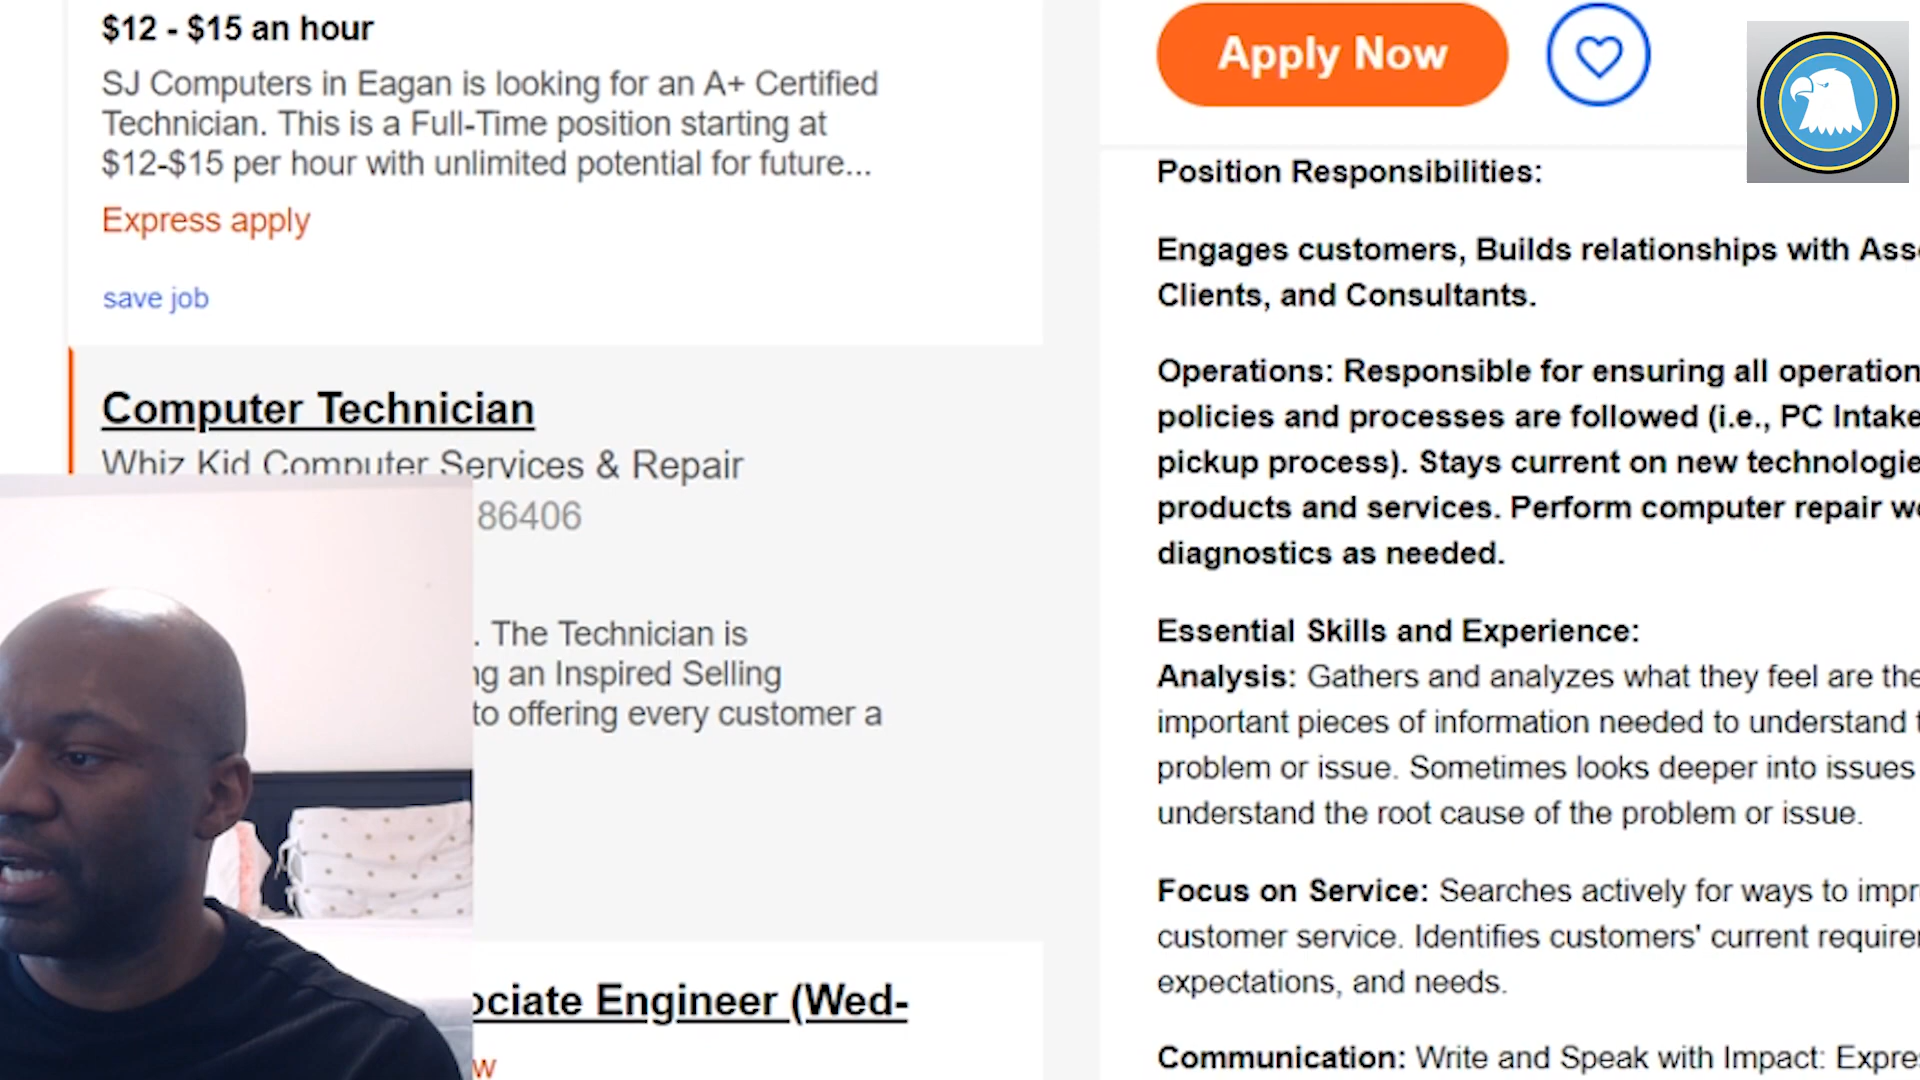 $12 - $15 an hour
SJ Computers in Eagan is looking for an A+ Certified
Technician. This is a Full-Time position starting at
$12-$15 per hour with unlimited potential for future...
Express apply
save job
Computer Technician
Whiz Kid Computer Services & Repair
86406
. The Technician is
an Inspired Selling
to offering every customer a
Engineer (Wed-
Apply Now
Position Responsibilities:
Engages customers, Builds relationships with
Clients, and Consultants.
Operations: Responsible for ensuring all
policies and processes are followed (i.e., PC Intake
pickup process). Stays current on new
products and services. Perform computer repair
diagnostics as needed.
Essential Skills and Experience:
Analysis: Gathers and analyzes what they feel are the
important pieces of information needed to understand
problem or issue. Sometimes looks deeper into issues
understand the root cause of the problem or issue.
Focus on Service: Searches actively for ways to
customer service. Identifies customers' current
expectations, and needs.
Communication: Write and Speak with Impact: